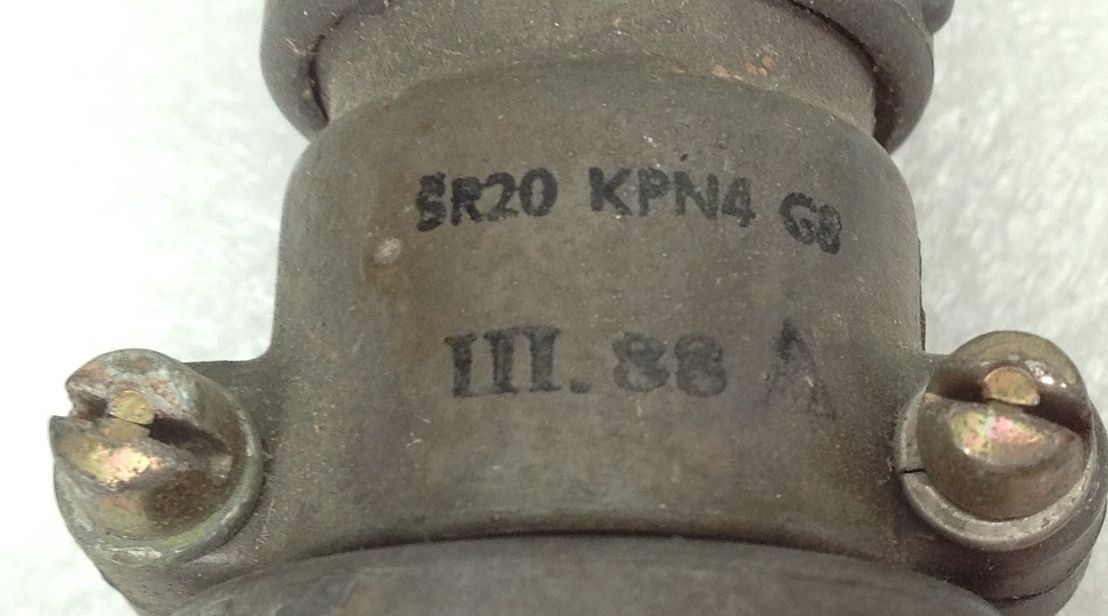 SR20 KPN4 G8
III. 88 A